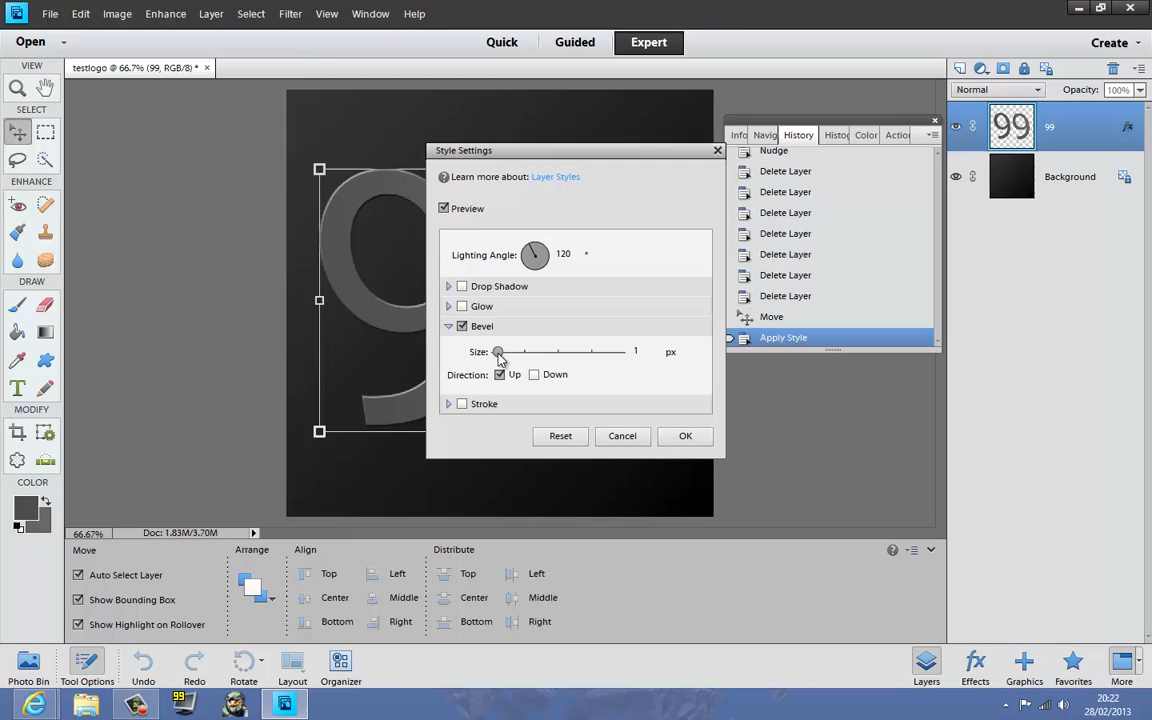 File Edit Image Enhance Layer Select Filter View Window Help
Open Quick Guided Expert Create
VIEW
testlogo @ 66.7% (99, RGB/8) * ×
SELECT
ENHANCE
DRAW
MODIFY
COLOR
Style Settings
Learn more about: Layer Styles
Preview
Lighting Angle: 120 °
Drop Shadow
Glow
Bevel
Size: 1 px
Direction: Up Down
Stroke
Reset Cancel OK
Info Navig History Histo Color Action
Nudge
Delete Layer
Delete Layer
Delete Layer
Delete Layer
Delete Layer
Delete Layer
Delete Layer
Move
Apply Style
Normal Opacity: 100%
99 99 fx
Background
66.67% Doc: 1.83M/3.70M
Move Arrange Align Distribute
Auto Select Layer Top Left Top Left
Show Bounding Box Center Middle Center Middle
Show Highlight on Rollover Bottom Right Bottom Right
Photo Bin Tool Options Undo Redo Rotate Layout Organizer
fx
Layers Effects Graphics Favorites More
99
20:22
28/02/2013